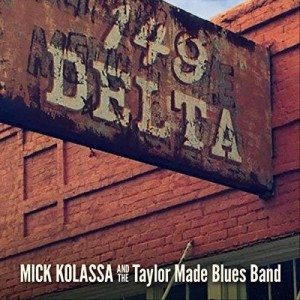 149
DELTA
MICK KOLASSA AND THE Taylor Made Blues Band